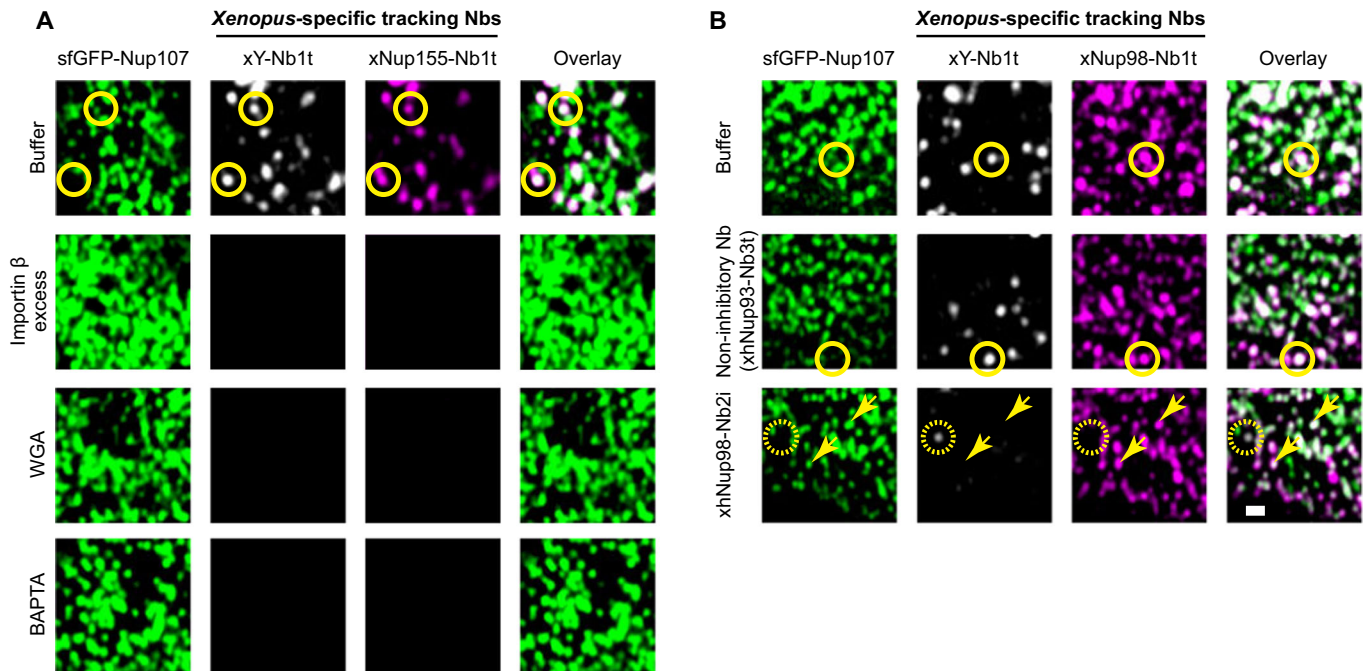 A
Xenopus-specific tracking Nbs
sfGFP-Nup107 xY-Nb1t xNup155-Nb1t Overlay
Buffer
Importin β
excess
WGA
BAPTA
B
Xenopus-specific tracking Nbs
sfGFP-Nup107 xY-Nb1t xNup98-Nb1t Overlay
Buffer
Non-inhibitory Nb
(xhNup93-Nb3t)
xhNup98-Nb2i